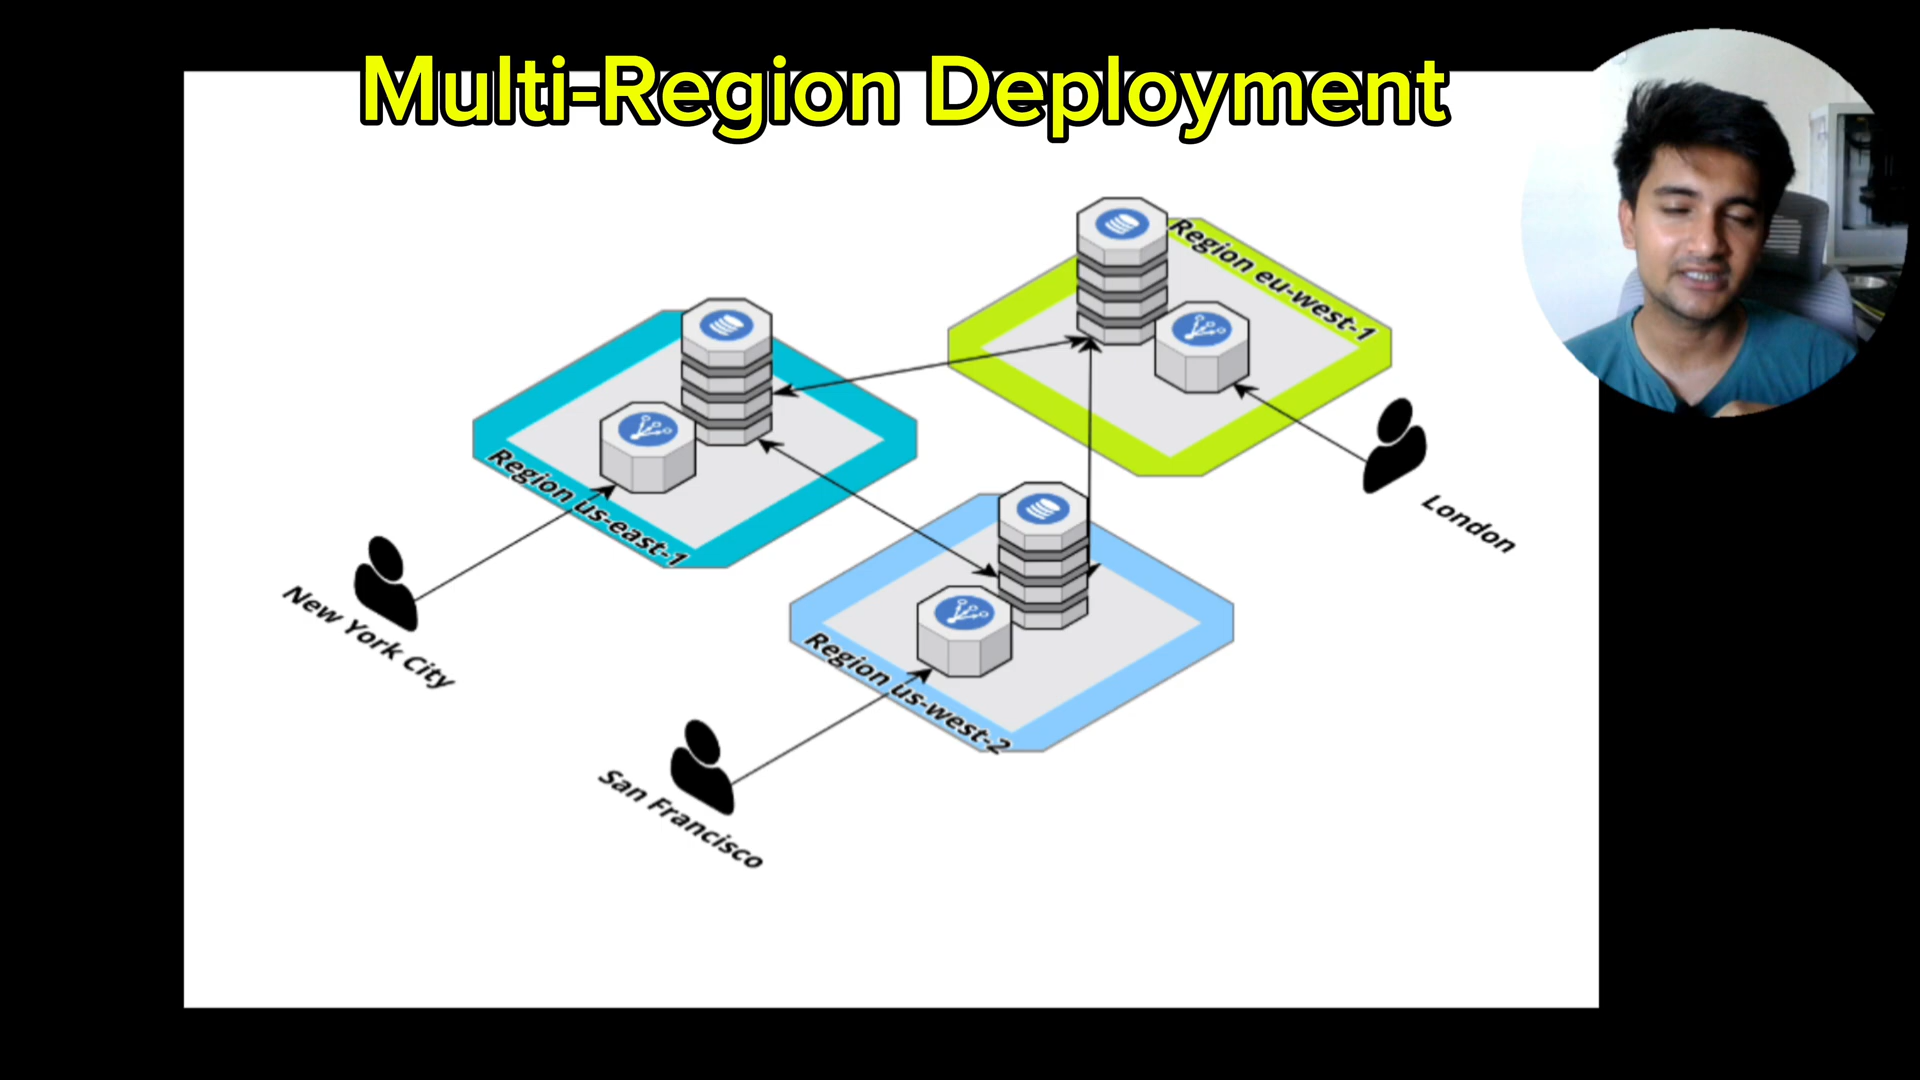 Multi-Region Deployment
Region eu-west-1
Region us-east-1
London
New York City
Region us-west-2
San Francisco